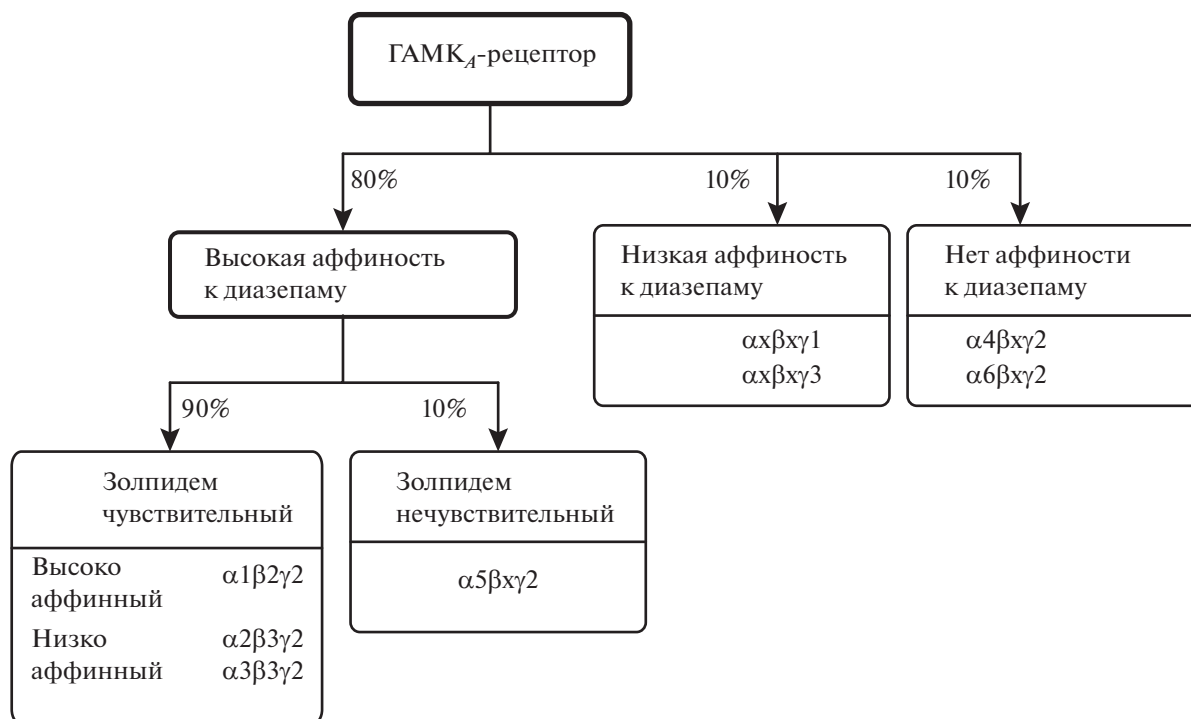 ГАМКA-рецептор
80%
10%
10%
Высокая аффиность
к диазепаму
Низкая аффиность
к диазепаму
αxβxγ1
αxβxγ3
Нет аффиности
к диазепаму
α4βxγ2
α6βxγ2
90%
10%
Золпидем
чувствительный
Высоко
аффинный
α1β2γ2
Низко
аффинный
α2β3γ2
α3β3γ2
Золпидем
нечувствительный
α5βxγ2